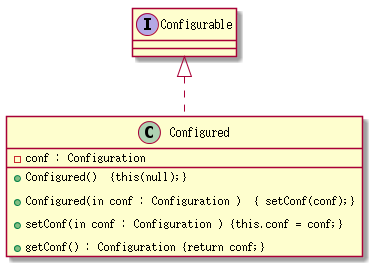 I Configurable
C Configured
conf : Configuration
Configured() {this(null);}
Configured(in conf : Configuration ) { setConf(conf);}
setConf(in conf : Configuration ) {this.conf = conf;}
getConf() : Configuration {return conf;}